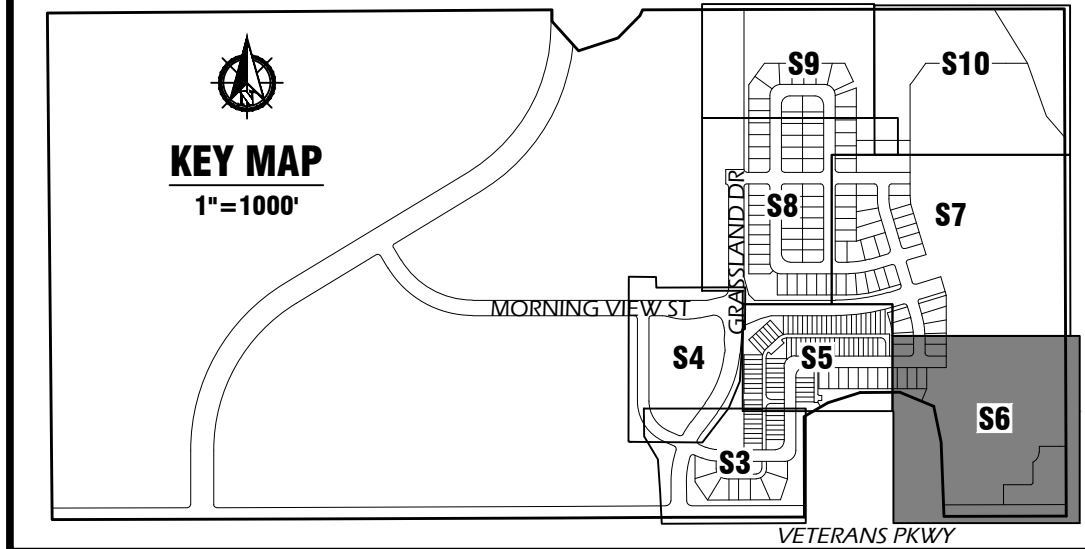 N
KEY MAP
1"=1000'
S9
S10
S8
S7
GRASSLAND DR
MORNING VIEW ST
S4
S5
S6
S3
VETERANS PKWY